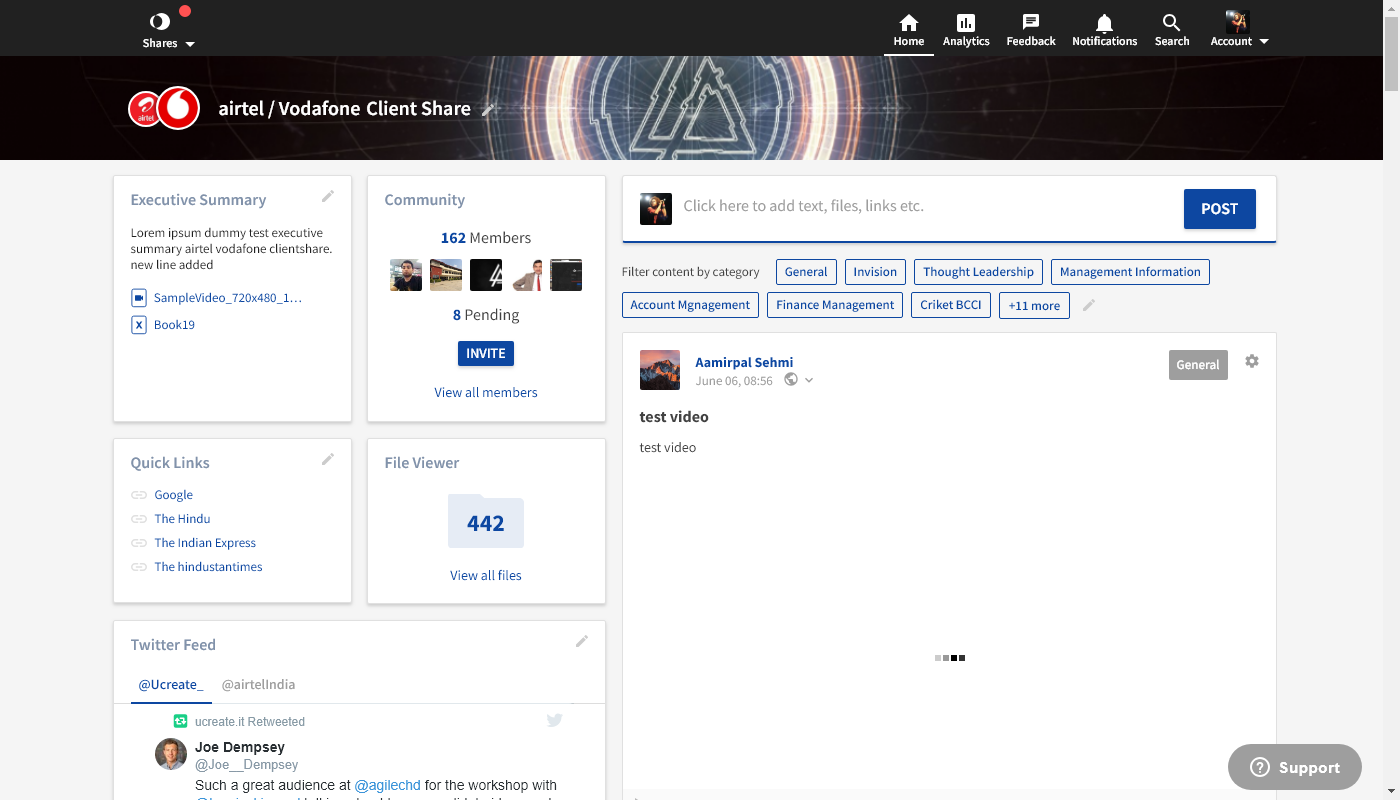 Shares
Home
Analytics
Feedback
Notifications
Search
Account
airtel
airtel / Vodafone Client Share
Executive Summary
Lorem ipsum dummy test executive
summary airtel vodafone clientshare.
new line added
SampleVideo_720x480_1...
X Book19
Community
162 Members
8 Pending
INVITE
View all members
Click here to add text, files, links etc.
POST
Filter content by category
General
Invision
Thought Leadership
Management Information
Account Mgnagement
Finance Management
Criket BCCI
+11 more
Aamirpal Sehmi
June 06, 08:56
General
test video
test video
Quick Links
Google
The Hindu
The Indian Express
The hindustantimes
File Viewer
442
View all files
Twitter Feed
@Ucreate_
@airtelIndia
ucreate.it Retweeted
Joe Dempsey
@Joe__Dempsey
Such a great audience at @agilechd for the workshop with
Support